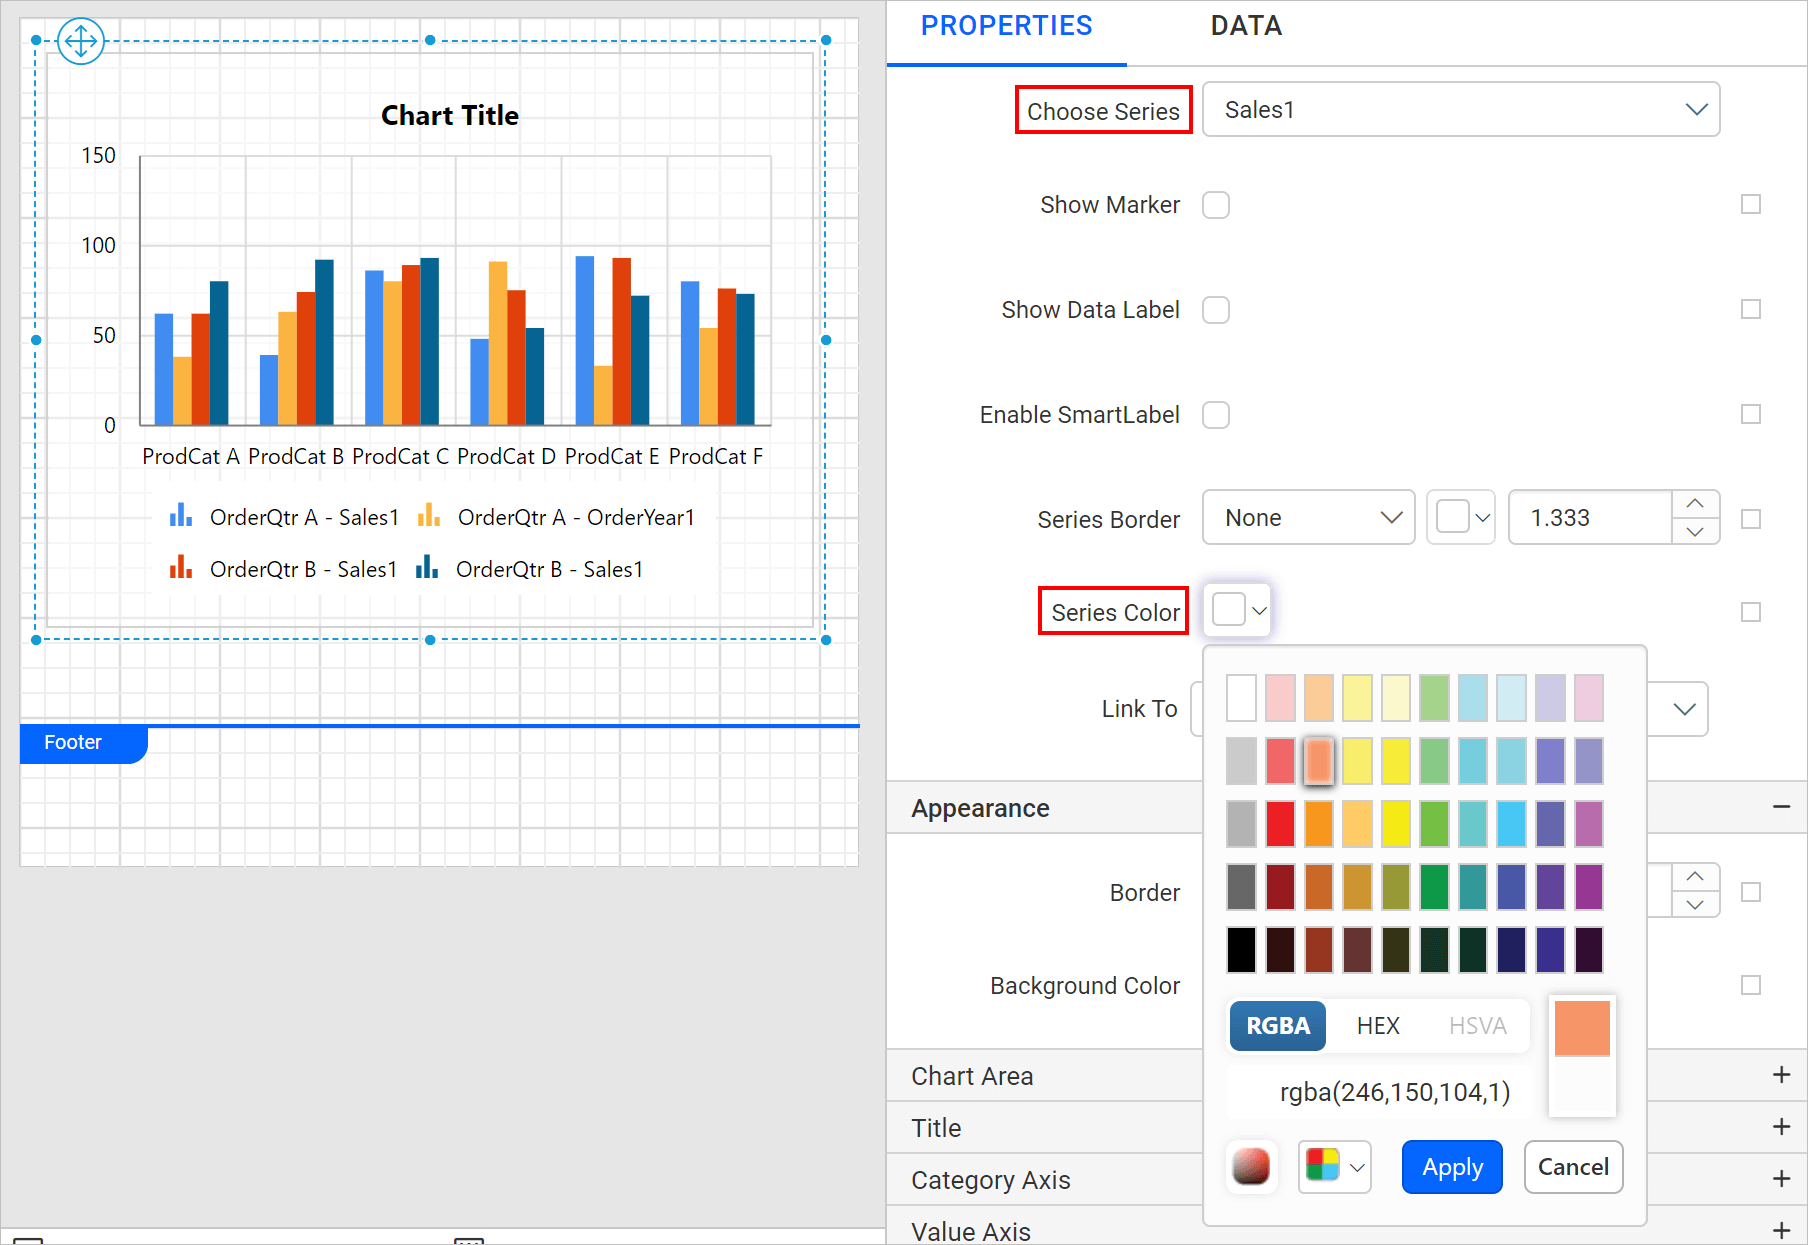 PROPERTIES DATA
Choose Series Sales1
Chart Title
150
100
50
0
ProdCat A ProdCat B ProdCat C ProdCat D ProdCat E ProdCat F
OrderQtr A - Sales1 OrderQtr A - OrderYear1
OrderQtr B - Sales1 OrderQtr B - Sales1
Footer
Show Marker
Show Data Label
Enable SmartLabel
Series Border None 1.333
Series Color
Link To
Appearance
Border
Background Color
RGBA HEX HSVA
rgba(246,150,104,1)
Apply Cancel
Chart Area
Title
Category Axis
Value Axis